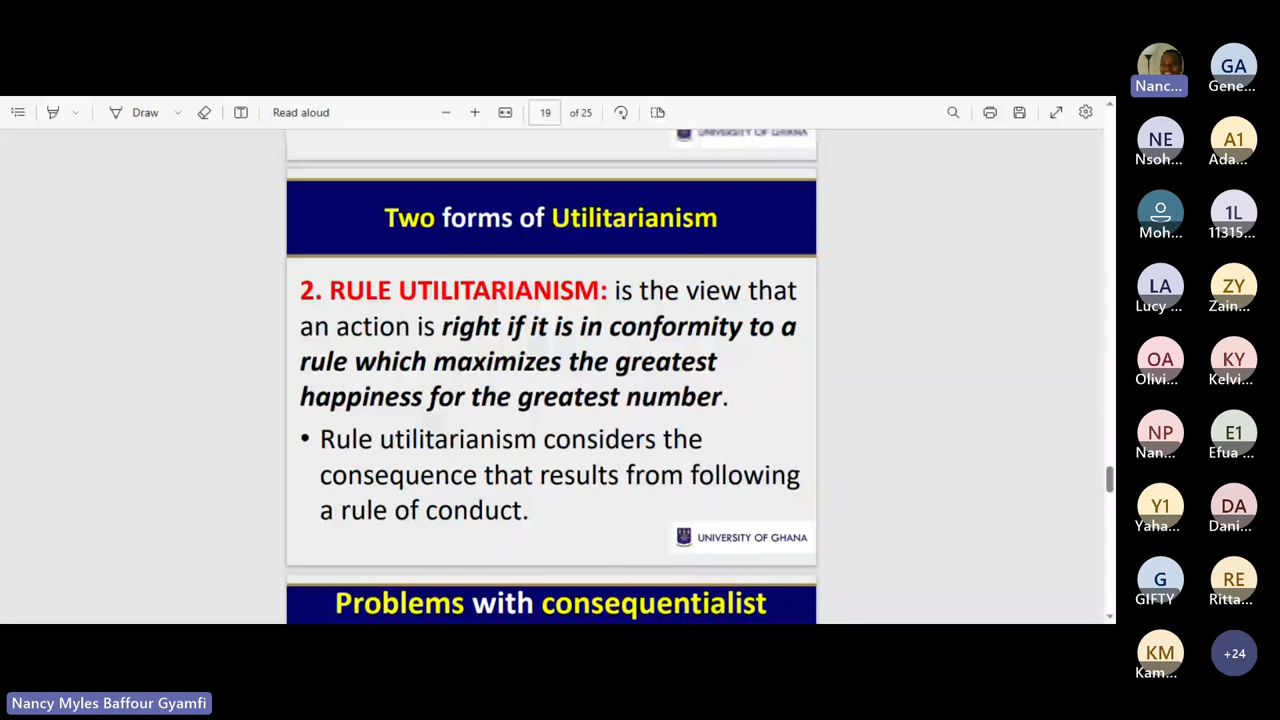 Draw
Read aloud
19
of 25
UNIVERSITY OF GHANA
Two forms of Utilitarianism
2. RULE UTILITARIANISM: is the view that
an action is right if it is in conformity to a
rule which maximizes the greatest
happiness for the greatest number.
• Rule utilitarianism considers the
consequence that results from following
a rule of conduct.
UNIVERSITY OF GHANA
Problems with consequentialist
Nanc...
GA
Gene...
NE
Nsoh...
A1
Ada...
Moh...
1L
11315...
LA
Lucy ...
ZY
Zain...
OA
Olivi...
KY
Kelvi...
NP
Nan...
E1
Efua ...
Y1
Yaha...
DA
Dani...
G
GIFTY
RE
Ritta...
KM
Kam...
+24
Nancy Myles Baffour Gyamfi